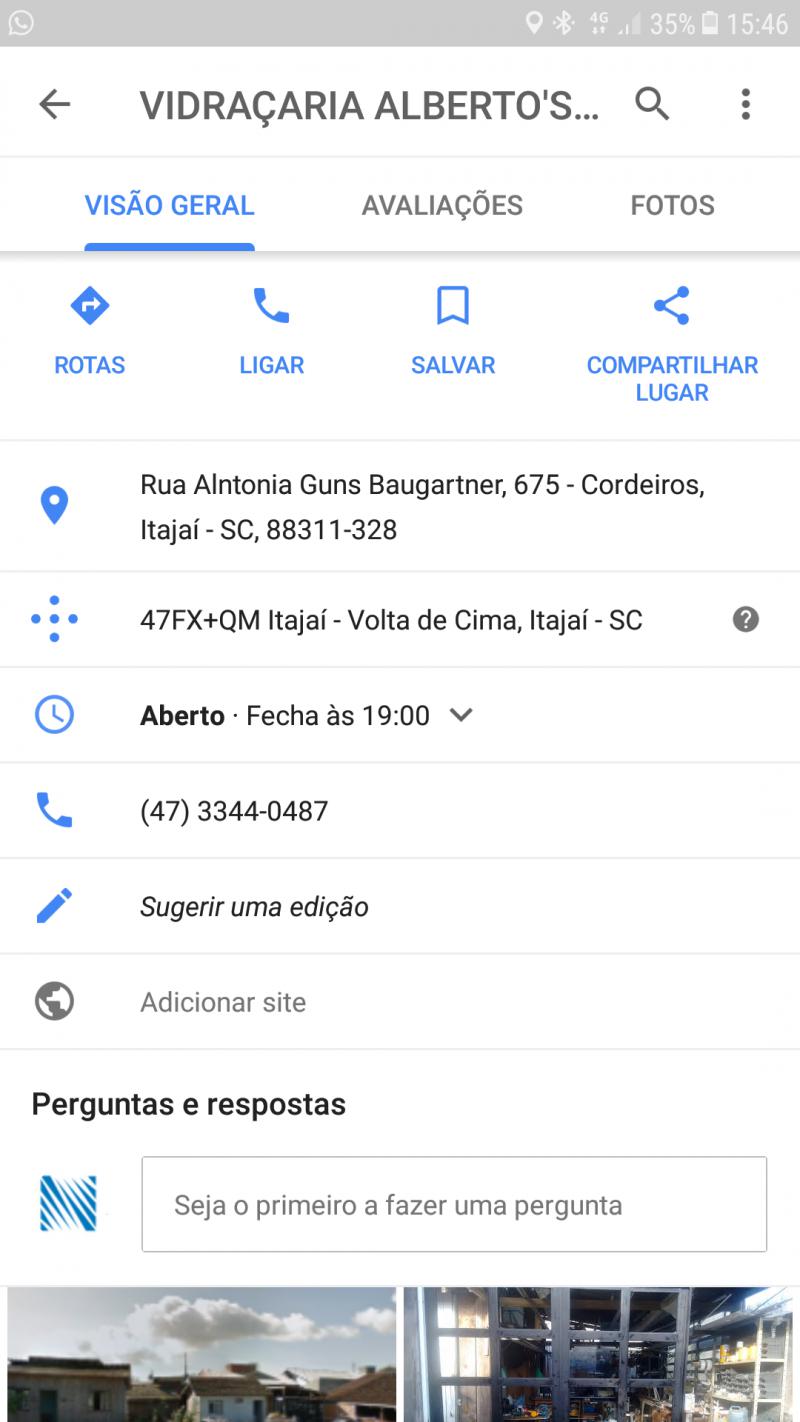 4G 35% 15:46
VIDRAÇARIA ALBERTO'S...
VISÃO GERAL AVALIAÇÕES FOTOS
ROTAS LIGAR SALVAR COMPARTILHAR
LUGAR
Rua Alntonia Guns Baugartner, 675 - Cordeiros,
Itajaí - SC, 88311-328
47FX+QM Itajaí - Volta de Cima, Itajaí - SC
Aberto · Fecha às 19:00
(47) 3344-0487
Sugerir uma edição
Adicionar site
Perguntas e respostas
Seja o primeiro a fazer uma pergunta